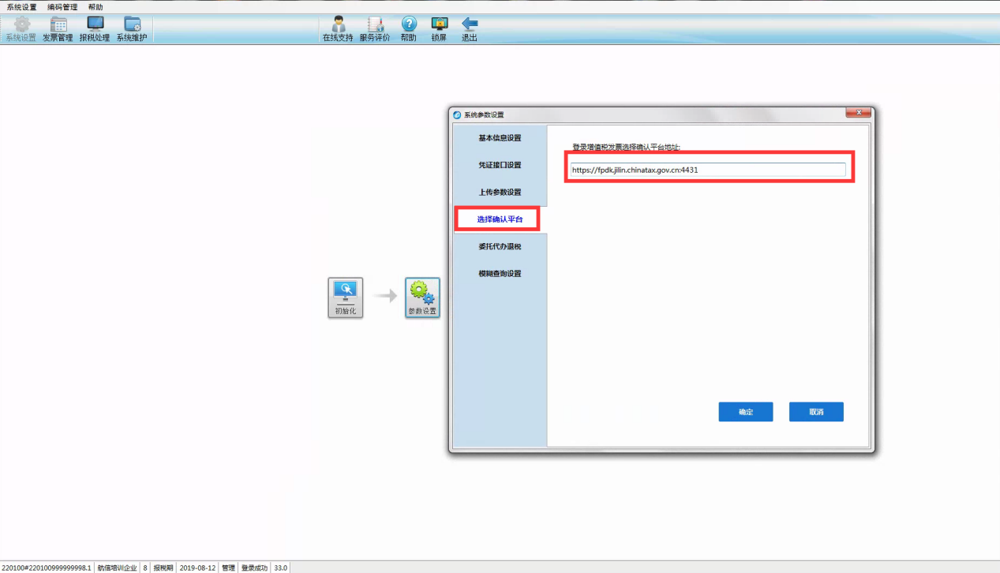 系统设置 编码管理 帮助
系统设置 发票管理 报税处理 系统维护 在线支持 服务评价 帮助 锁屏 退出
系统参数设置
基本信息设置
凭证接口设置
上传参数设置
选择确认平台
委托代办退税
模糊查询设置
登录增值税发票选择确认平台地址:
https://fpdk.jilin.chinatax.gov.cn:4431
初始化
参数设置
确定 取消
220100#220100999999998.1 航信培训企业 8 报税期 2019-08-12 管理 登录成功 33.0